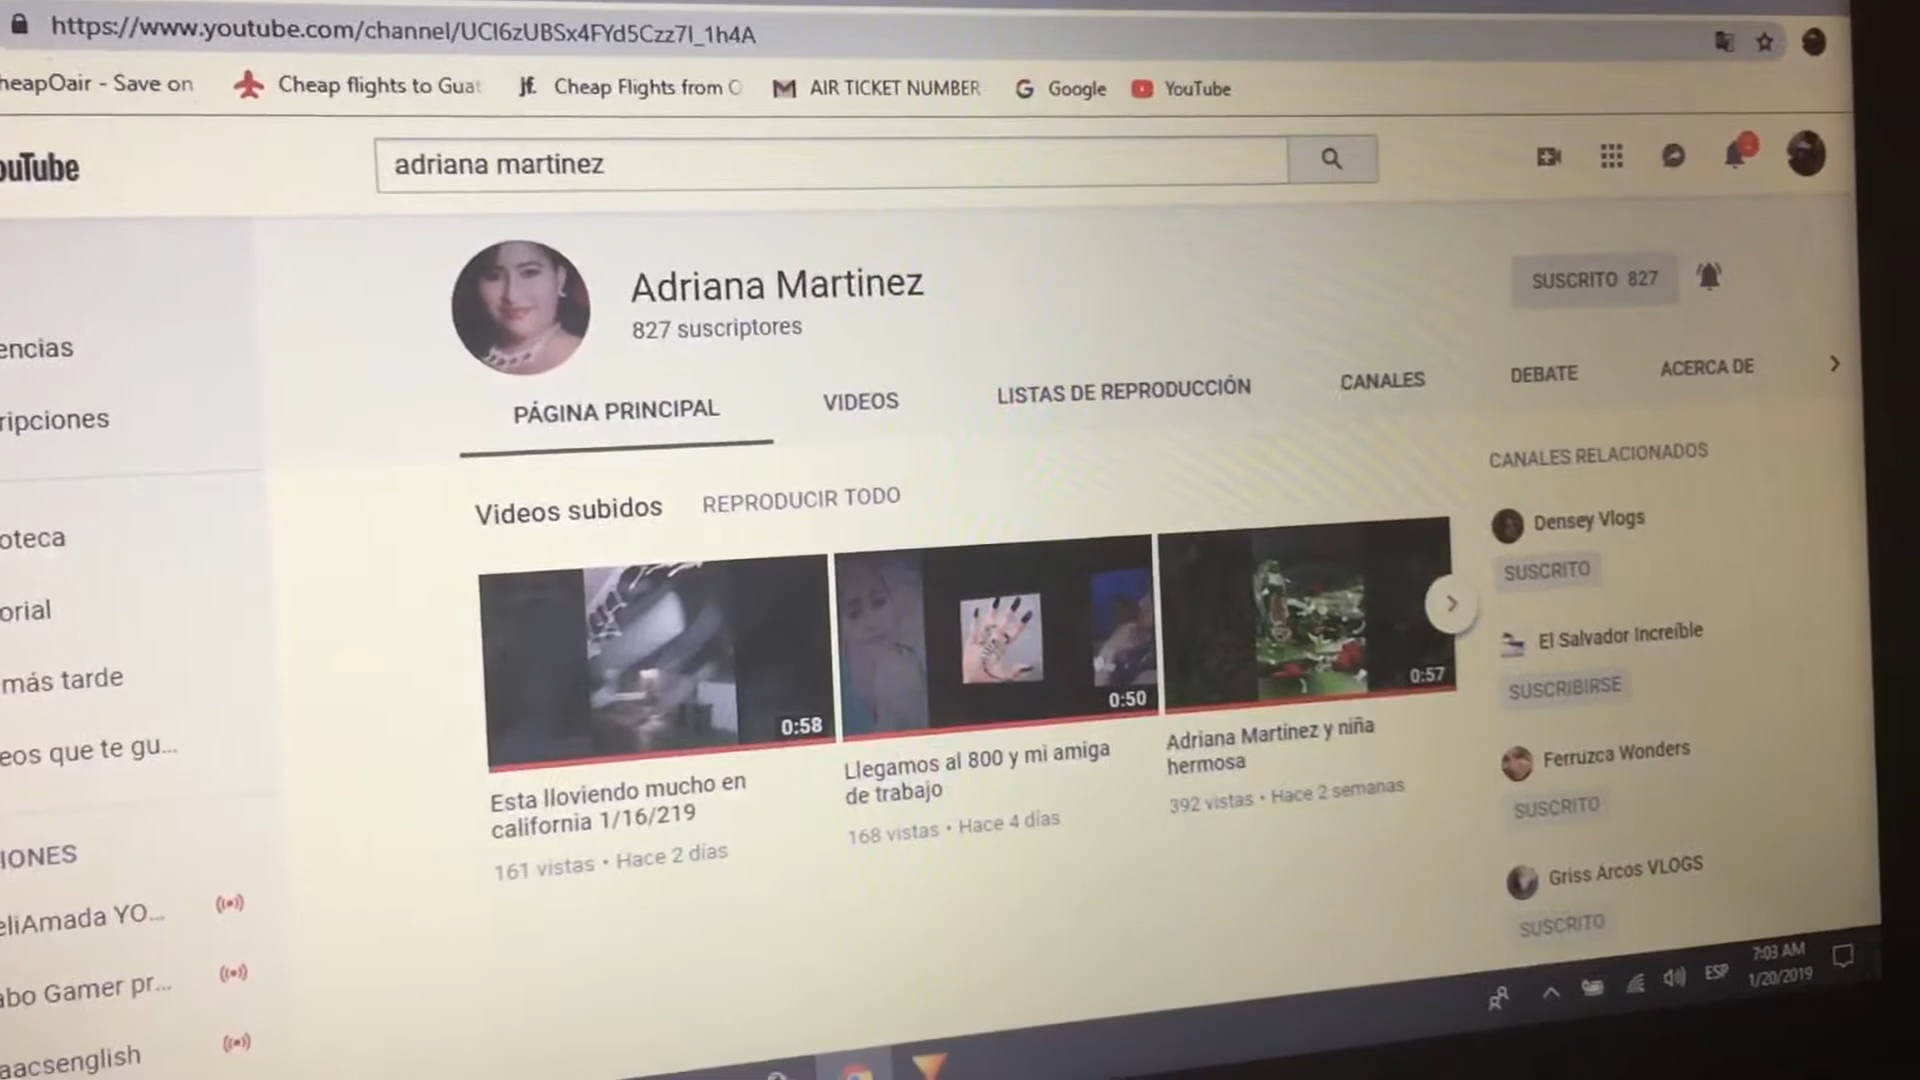 https://www.youtube.com/channel/UCI6zUBSx4FYd5Czz7I_1h4A
heapOair - Save on
Cheap flights to Guat
jf. Cheap Flights from O
AIR TICKET NUMBER
G Google
YouTube
ouTube
adriana martinez
Adriana Martinez
827 suscriptores
SUSCRITO 827
PÁGINA PRINCIPAL
VIDEOS
LISTAS DE REPRODUCCIÓN
CANALES
DEBATE
ACERCA DE
encias
ripciones
oteca
orial
más tarde
eos que te gu...
IONES
eliAmada YO...
abo Gamer pr...
aacsenglish
Videos subidos
REPRODUCIR TODO
0:58
Esta lloviendo mucho en
california 1/16/219
161 vistas • Hace 2 días
0:50
Llegamos al 800 y mi amiga
de trabajo
168 vistas • Hace 4 días
0:57
Adriana Martínez y niña
hermosa
392 vistas • Hace 2 semanas
CANALES RELACIONADOS
Densey Vlogs
SUSCRITO
El Salvador Increíble
SUSCRIBIRSE
Ferruzca Wonders
SUSCRITO
Griss Arcos VLOGS
SUSCRITO
ESP
7:03 AM
1/20/2019